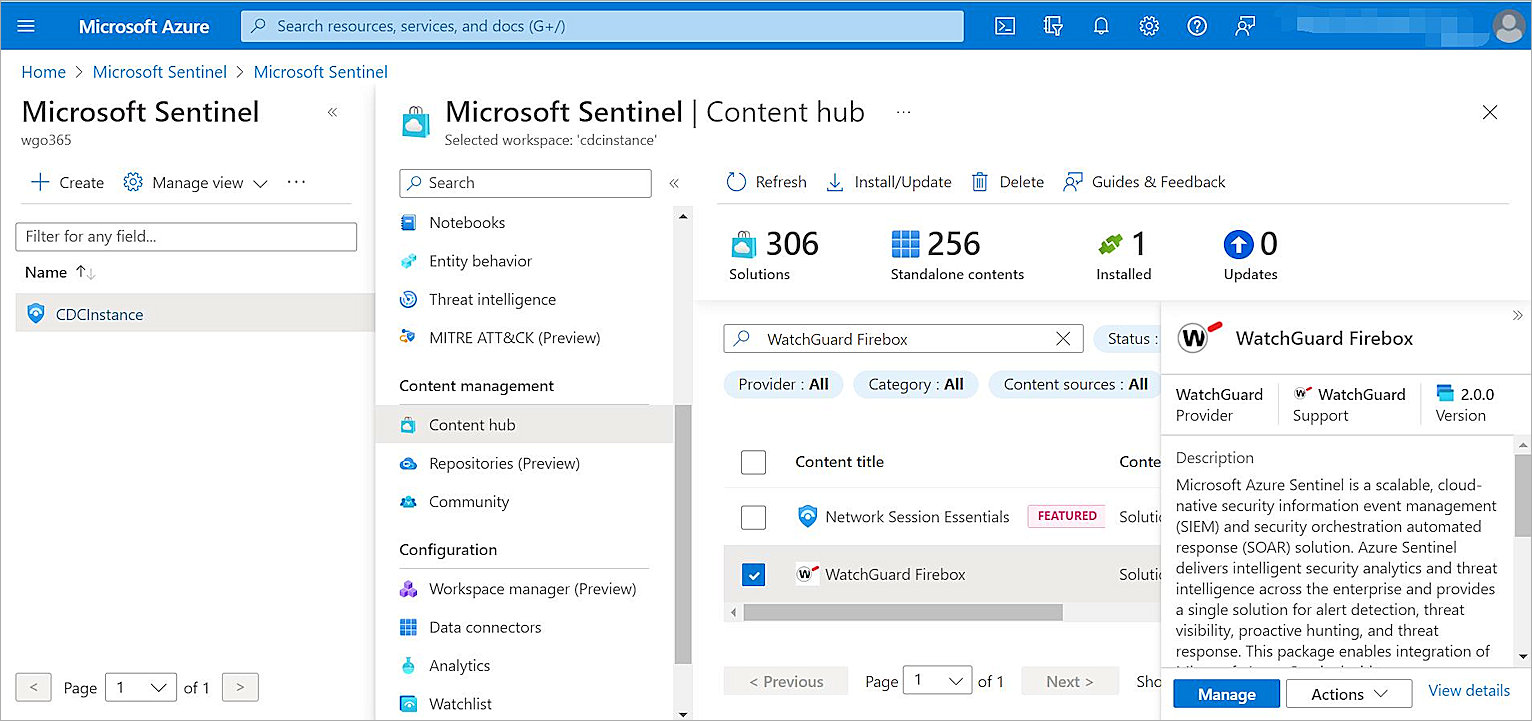 Microsoft Azure
Search resources, services, and docs (G+/)
Home > Microsoft Sentinel > Microsoft Sentinel
Microsoft Sentinel «
wgo365
+ Create Manage view ...
Filter for any field...
Name ↑↓
CDCInstance
< Page 1 of 1 >
Microsoft Sentinel | Content hub ...
Selected workspace: 'cdcinstance'
Search «
Notebooks
Entity behavior
Threat intelligence
MITRE ATT&CK (Preview)
Content management
Content hub
Repositories (Preview)
Community
Configuration
Workspace manager (Preview)
Data connectors
Analytics
Watchlist
Refresh Install/Update Delete Guides & Feedback
306 256 1 0
Solutions Standalone contents Installed Updates
WatchGuard Firebox Status :
Provider : All Category : All Content sources : All
Content title Conte
Network Session Essentials FEATURED Solutio
W WatchGuard Firebox Solutio
< Previous Page 1 of 1 Next > Sho
»
W WatchGuard Firebox
WatchGuard W WatchGuard 2.0.0
Provider Support Version
Description
Microsoft Azure Sentinel is a scalable, cloud-
native security information event management
(SIEM) and security orchestration automated
response (SOAR) solution. Azure Sentinel
delivers intelligent security analytics and threat
intelligence across the enterprise and provides
a single solution for alert detection, threat
visibility, proactive hunting, and threat
response. This package enables integration of
Manage Actions View details